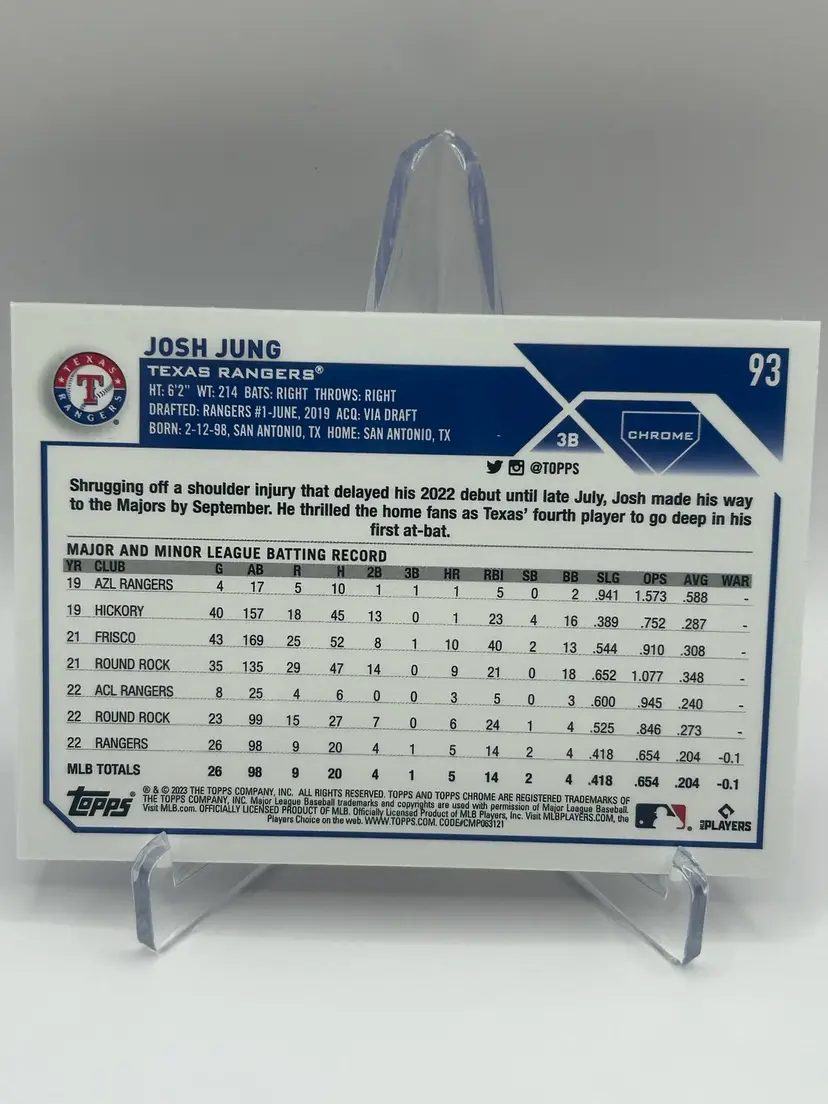 JOSH JUNG
93
TEXAS RANGERS®
HT: 6'2" WT: 214 BATS: RIGHT THROWS: RIGHT
DRAFTED: RANGERS #1-JUNE, 2019 ACQ: VIA DRAFT
BORN: 2-12-98, SAN ANTONIO, TX HOME: SAN ANTONIO, TX
TEXAS RANGERS
T
3B
CHROME
@TOPPS
Shrugging off a shoulder injury that delayed his 2022 debut until late July, Josh made his way
to the Majors by September. He thrilled the home fans as Texas' fourth player to go deep in his
first at-bat.
MAJOR AND MINOR LEAGUE BATTING RECORD
YR CLUB G AB R H 2B 3B HR RBI SB BB SLG OPS AVG WAR
19 AZL RANGERS 4 17 5 10 1 1 1 5 0 2 .941 1.573 .588 -
19 HICKORY 40 157 18 45 13 0 1 23 4 16 .389 .752 .287 -
21 FRISCO 43 169 25 52 8 1 10 40 2 13 .544 .910 .308 -
21 ROUND ROCK 35 135 29 47 14 0 9 21 0 18 .652 1.077 .348 -
22 ACL RANGERS 8 25 4 6 0 0 3 5 0 3 .600 .945 .240 -
22 ROUND ROCK 23 99 15 27 7 0 6 24 1 4 .525 .846 .273 -
22 RANGERS 26 98 9 20 4 1 5 14 2 4 .418 .654 .204 -0.1
MLB TOTALS 26 98 9 20 4 1 5 14 2 4 .418 .654 .204 -0.1
Topps
® & © 2023 THE TOPPS COMPANY, INC. ALL RIGHTS RESERVED. TOPPS AND TOPPS CHROME ARE REGISTERED TRADEMARKS OF
THE TOPPS COMPANY, INC. Major League Baseball trademarks and copyrights are used with permission of Major League Baseball.
Visit MLB.com. OFFICIALLY LICENSED PRODUCT OF MLB. Officially Licensed Product of MLB Players, Inc. Visit MLBPLAYERS.COM, the
Players Choice on the web. WWW.TOPPS.COM. CODE#CMP063121
MLB PLAYERS